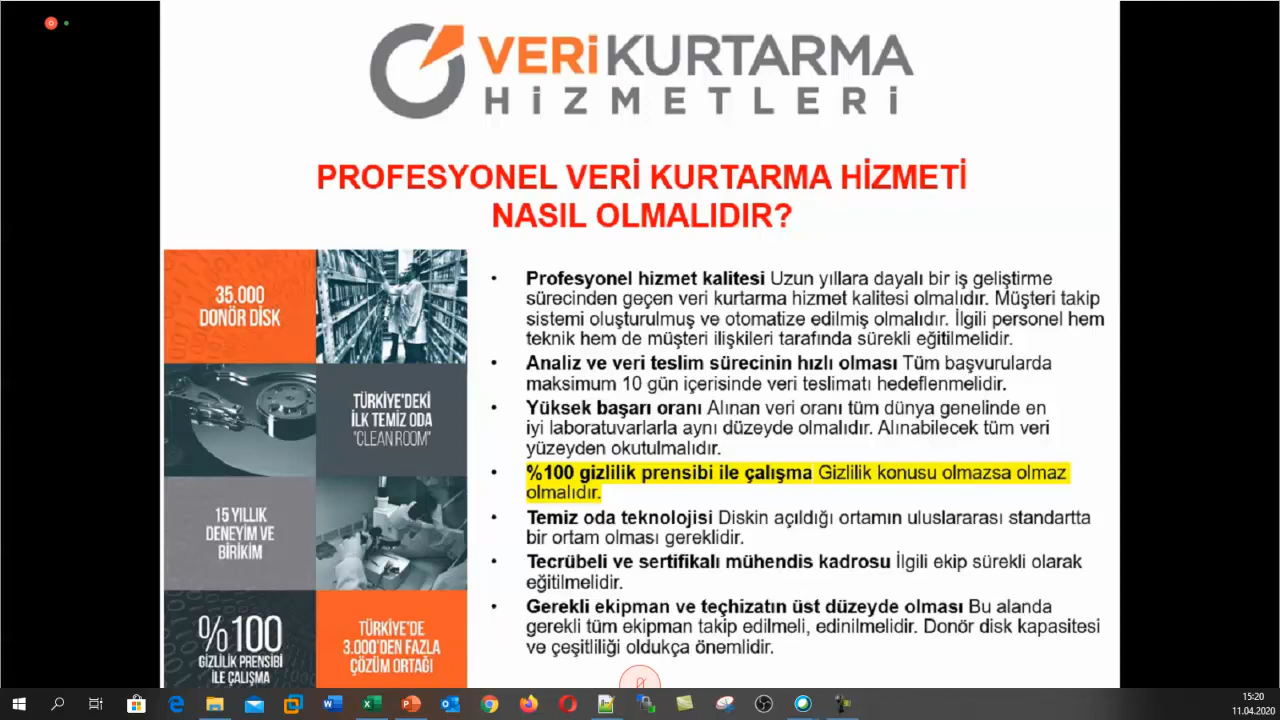 VERİKURTARMA
HİZMETLERİ
PROFESYONEL VERİ KURTARMA HİZMETİ
NASIL OLMALIDIR?
35.000
DONÖR DİSK
TÜRKİYE'DEKİ
İLK TEMİZ ODA
"CLEAN ROOM"
15 YILLIK
DENEYİM VE
BİRİKİM
%100
GİZLİLİK PRENSİBİ
İLE ÇALIŞMA
TÜRKİYE'DE
3.000'DEN FAZLA
ÇÖZÜM ORTAĞI
• Profesyonel hizmet kalitesi Uzun yıllara dayalı bir iş geliştirme
sürecinden geçen veri kurtarma hizmet kalitesi olmalıdır. Müşteri takip
sistemi oluşturulmuş ve otomatize edilmiş olmalıdır. İlgili personel hem
teknik hem de müşteri ilişkileri tarafında sürekli eğitilmelidir.
• Analiz ve veri teslim sürecinin hızlı olması Tüm başvurularda
maksimum 10 gün içerisinde veri teslimatı hedeflenmelidir.
• Yüksek başarı oranı Alınan veri oranı tüm dünya genelinde en
iyi laboratuvarlarla aynı düzeyde olmalıdır. Alınabilecek tüm veri
yüzeyden okutulmalıdır.
• %100 gizlilik prensibi ile çalışma Gizlilik konusu olmazsa olmaz
olmalıdır.
• Temiz oda teknolojisi Diskin açıldığı ortamın uluslararası standartta
bir ortam olması gereklidir.
• Tecrübeli ve sertifikalı mühendis kadrosu İlgili ekip sürekli olarak
eğitilmelidir.
• Gerekli ekipman ve teçhizatın üst düzeyde olması Bu alanda
gerekli tüm ekipman takip edilmeli, edinilmelidir. Donör disk kapasitesi
ve çeşitliliği oldukça önemlidir.
15:20
11.04.2020